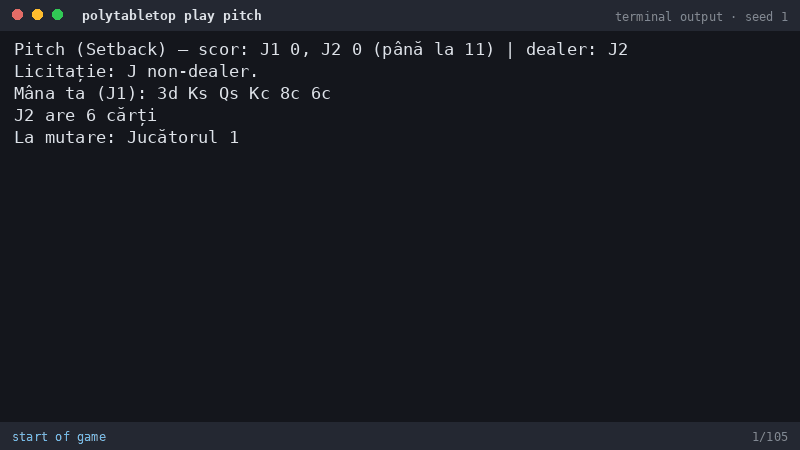 polytabletop play pitch
terminal output · seed 1
Pitch (Setback) — scor: J1 0, J2 0 (până la 11) | dealer: J2
Licitație: J non-dealer.
Mâna ta (J1): 3d Ks Qs Kc 8c 6c
J2 are 6 cărți
La mutare: Jucătorul 1
start of game
1/105